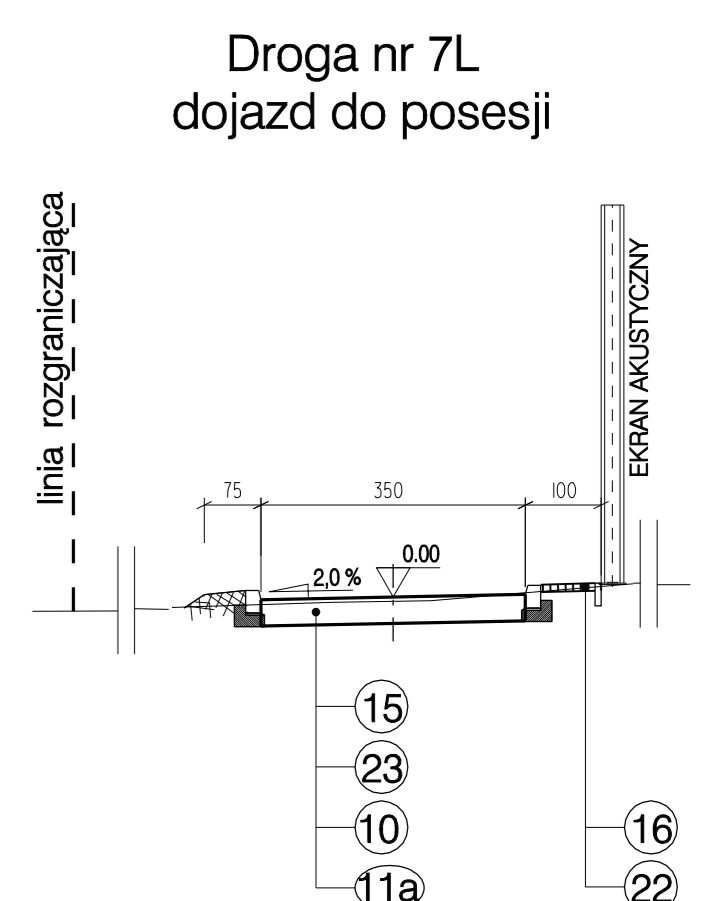 Droga nr 7L
dojazd do posesji
linia rozgraniczająca
EKRAN AKUSTYCZNY
75
350
100
0.00
2,0 %
15
23
10
11a
16
22